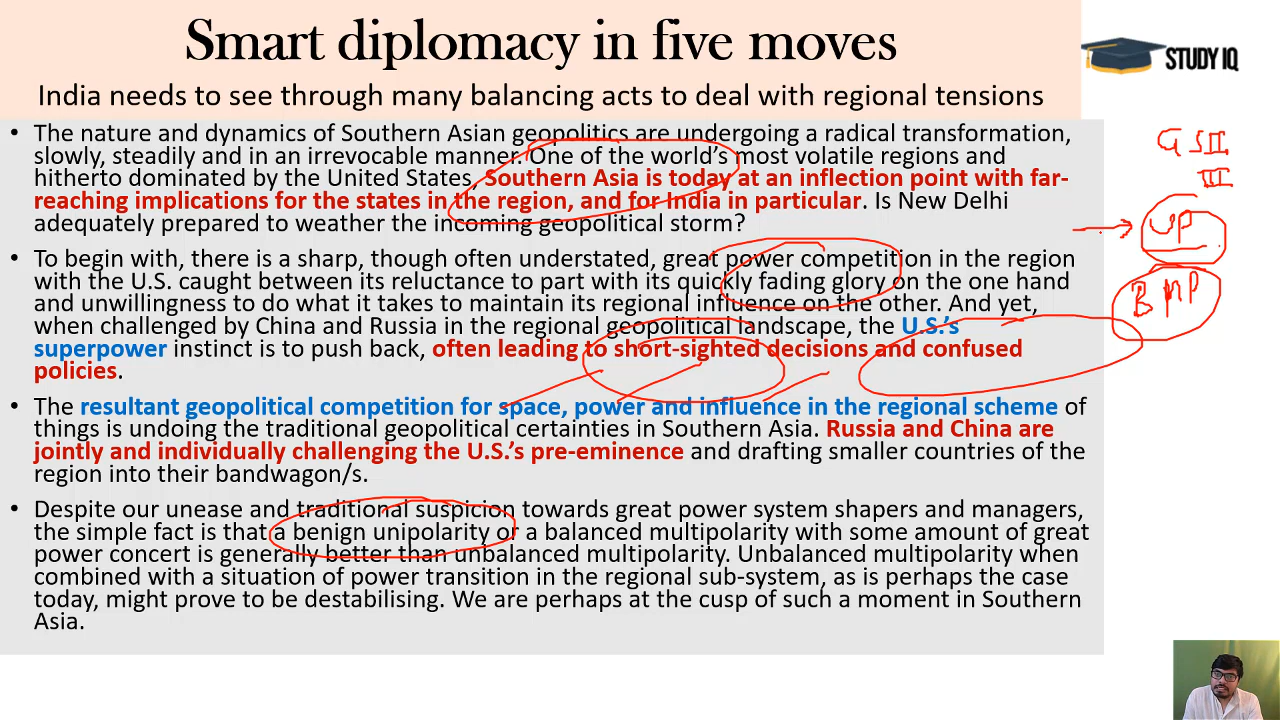 Smart diplomacy in five moves
STUDY IQ
India needs to see through many balancing acts to deal with regional tensions
• The nature and dynamics of Southern Asian geopolitics are undergoing a radical transformation,
slowly, steadily and in an irrevocable manner. One of the world's most volatile regions and
hitherto dominated by the United States, Southern Asia is today at an inflection point with far-
reaching implications for the states in the region, and for India in particular. Is New Delhi
adequately prepared to weather the incoming geopolitical storm?
To begin with, there is a sharp, though often understated, great power competition in the region
with the U.S. caught between its reluctance to part with its quickly fading glory on the one hand
and unwillingness to do what it takes to maintain its regional influence on the other. And yet,
when challenged by China and Russia in the regional geopolitical landscape, the U.S.'s
superpower instinct is to push back, often leading to short-sighted decisions and confused
policies.
• The resultant geopolitical competition for space, power and influence in the regional scheme of
things is undoing the traditional geopolitical certainties in Southern Asia. Russia and China are
jointly and individually challenging the U.S.'s pre-eminence and drafting smaller countries of the
region into their bandwagon/s.
• Despite our unease and traditional suspicion towards great power system shapers and managers,
the simple fact is that a benign unipolarity or a balanced multipolarity with some amount of great
power concert is generally better than unbalanced multipolarity. Unbalanced multipolarity when
combined with a situation of power transition in the regional sub-system, as is perhaps the case
today, might prove to be destabilising. We are perhaps at the cusp of such a moment in Southern
Asia.
GSII
III
UP
BMP